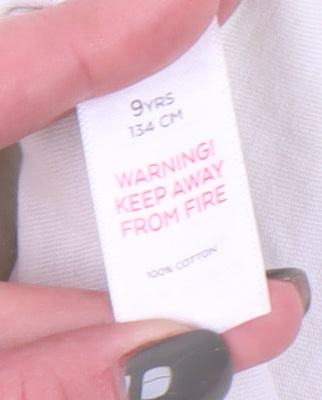 9YRS
134 CM
WARNING!
KEEP AWAY
FROM FIRE
100% COTTON